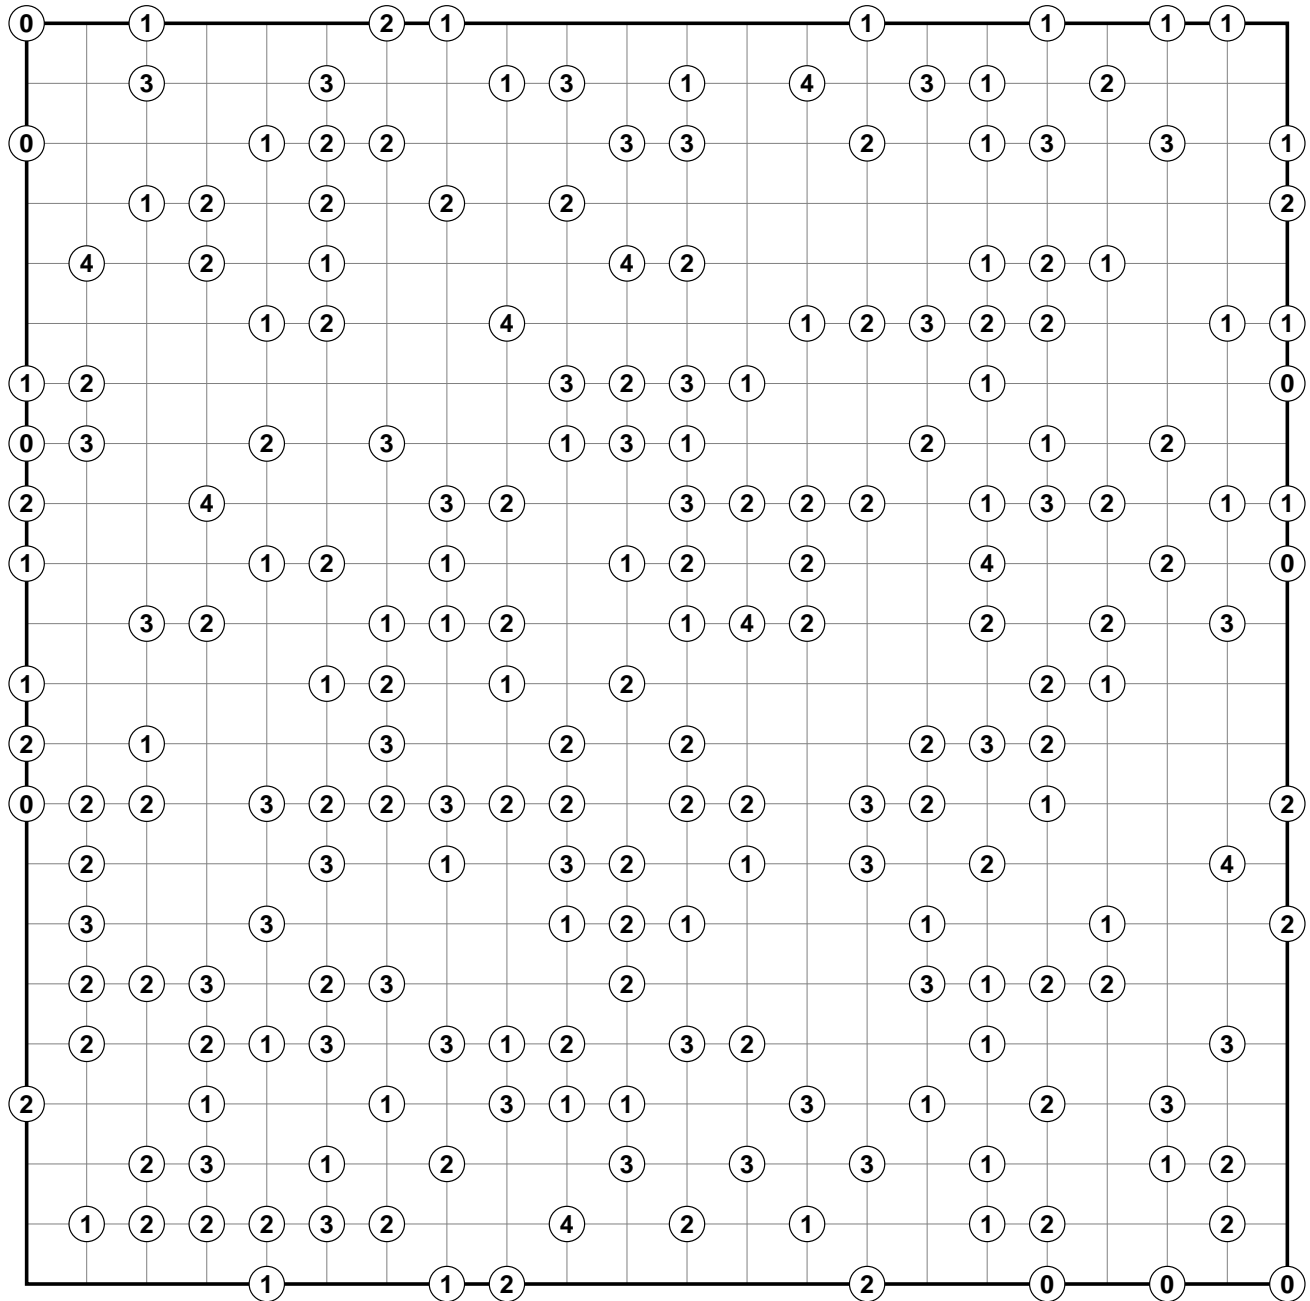 0 1 2 1 1 1 1 1
3 3 1 3 1 4 3 1 2
0 1 2 2 3 3 2 1 3 3 1
1 2 2 2 2 2
4 2 1 4 2 1 2 1
1 2 4 1 2 3 2 2 1 1
1 2 3 2 3 1 1 0
0 3 2 3 1 3 1 2 1 2
2 4 3 2 3 2 2 2 1 3 2 1 1
1 1 2 1 1 2 2 4 2 0
3 2 1 1 2 1 4 2 2 2 3
1 1 2 1 2 2 1
2 1 3 2 2 2 3 2
0 2 2 3 2 2 3 2 2 2 2 3 2 1 2
2 3 1 3 2 1 3 2 4
3 3 1 2 1 1 1 2
2 2 3 2 3 2 3 1 2 2
2 2 1 3 3 1 2 3 2 1 3
2 1 1 3 1 1 3 1 2 3
2 3 1 2 3 3 3 1 1 2
1 2 2 2 3 2 4 2 1 1 2 2
1 1 2 2 0 0 0